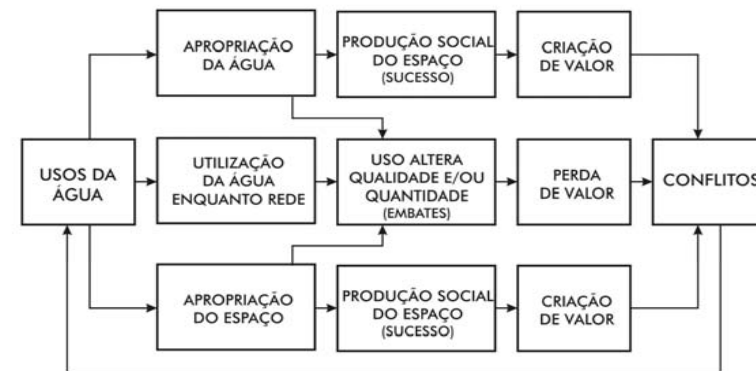 APROPRIAÇÃO
DA ÁGUA
PRODUÇÃO SOCIAL
DO ESPAÇO
(SUCESSO)
CRIAÇÃO
DE VALOR
USOS DA
ÁGUA
UTILIZAÇÃO
DA ÁGUA
ENQUANTO REDE
USO ALTERA
QUALIDADE E/OU
QUANTIDADE
(EMBATES)
PERDA
DE VALOR
CONFLITOS
APROPRIAÇÃO
DO ESPAÇO
PRODUÇÃO SOCIAL
DO ESPAÇO
(SUCESSO)
CRIAÇÃO
DE VALOR